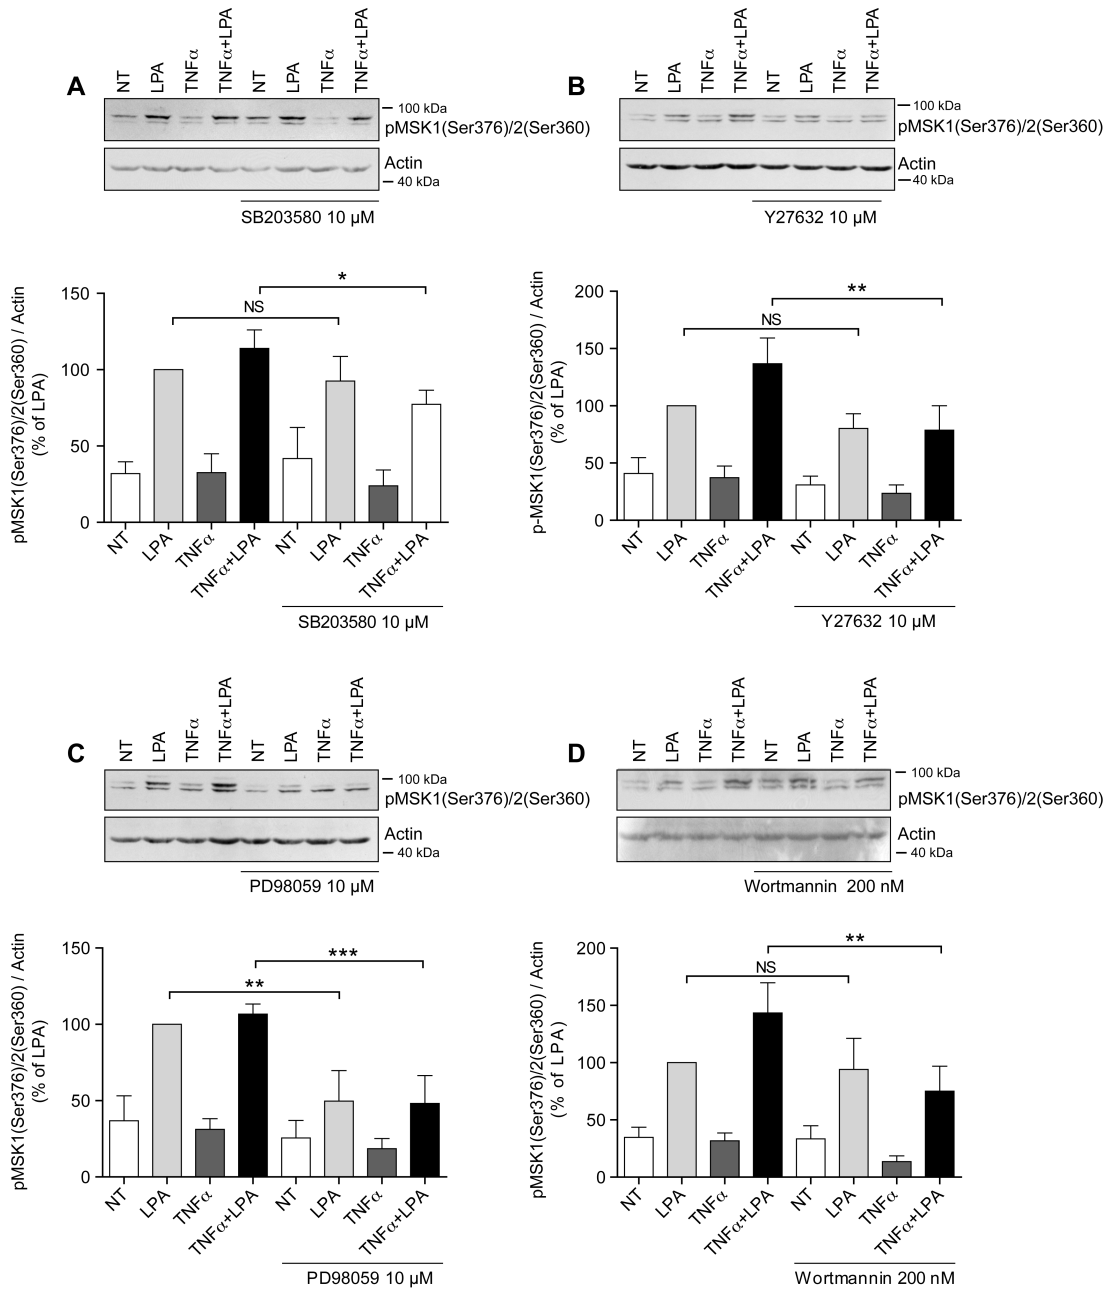 A
NT LPA TNFα TNFα+LPA NT LPA TNFα TNFα+LPA
100 kDa
pMSK1(Ser376)/2(Ser360)
Actin
40 kDa
SB203580 10 µM
pMSK1(Ser376)/2(Ser360) / Actin
(% of LPA)
150
100
50
0
*
NS
NT LPA TNFα TNFα+LPA NT LPA TNFα TNFα+LPA
SB203580 10 µM
B
NT LPA TNFα TNFα+LPA NT LPA TNFα TNFα+LPA
100 kDa
pMSK1(Ser376)/2(Ser360)
Actin
40 kDa
Y27632 10 µM
p-MSK1(Ser376)/2(Ser360) / Actin
(% of LPA)
200
150
100
50
0
**
NS
NT LPA TNFα TNFα+LPA NT LPA TNFα TNFα+LPA
Y27632 10 µM
C
NT LPA TNFα TNFα+LPA NT LPA TNFα TNFα+LPA
100 kDa
pMSK1(Ser376)/2(Ser360)
Actin
40 kDa
PD98059 10 µM
pMSK1(Ser376)/2(Ser360) / Actin
(% of LPA)
150
100
50
0
***
**
NT LPA TNFα TNFα+LPA NT LPA TNFα TNFα+LPA
PD98059 10 µM
D
NT LPA TNFα TNFα+LPA NT LPA TNFα TNFα+LPA
100 kDa
pMSK1(Ser376)/2(Ser360)
Actin
40 kDa
Wortmannin 200 nM
pMSK1(Ser376)/2(Ser360) / Actin
(% of LPA)
200
150
100
50
0
**
NS
NT LPA TNFα TNFα+LPA NT LPA TNFα TNFα+LPA
Wortmannin 200 nM